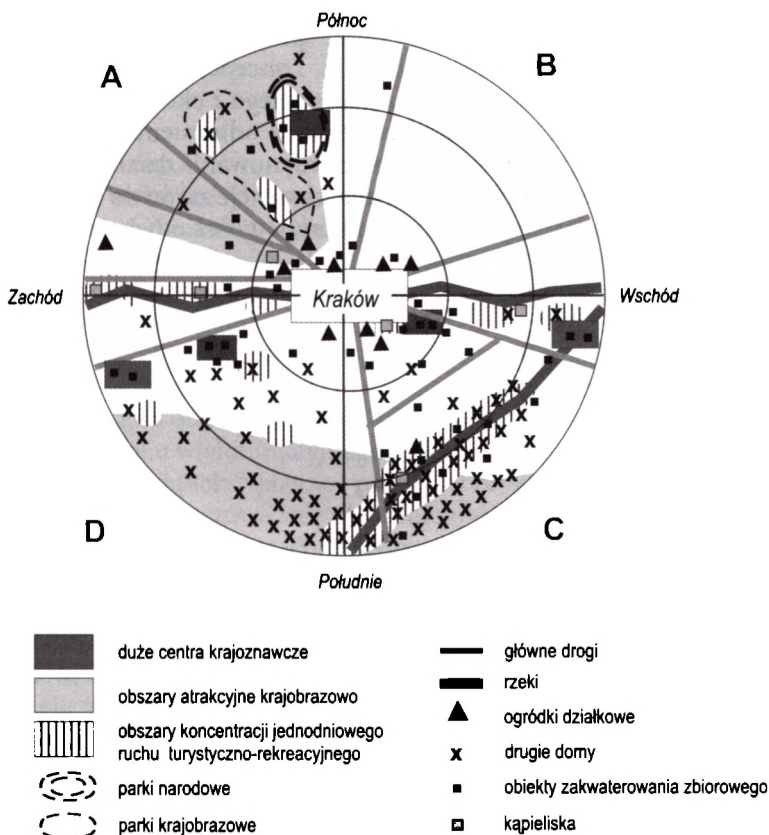 Północ
A
B
Zachód
Kraków
Wschód
D
C
Południe
duże centra krajoznawcze
obszary atrakcyjne krajobrazowo
obszary koncentracji jednodniowego
ruchu turystyczno-rekreacyjnego
parki narodowe
parki krajobrazowe
główne drogi
rzeki
ogródki działkowe
drugie domy
obiekty zakwaterowania zbiorowego
kąpieliska